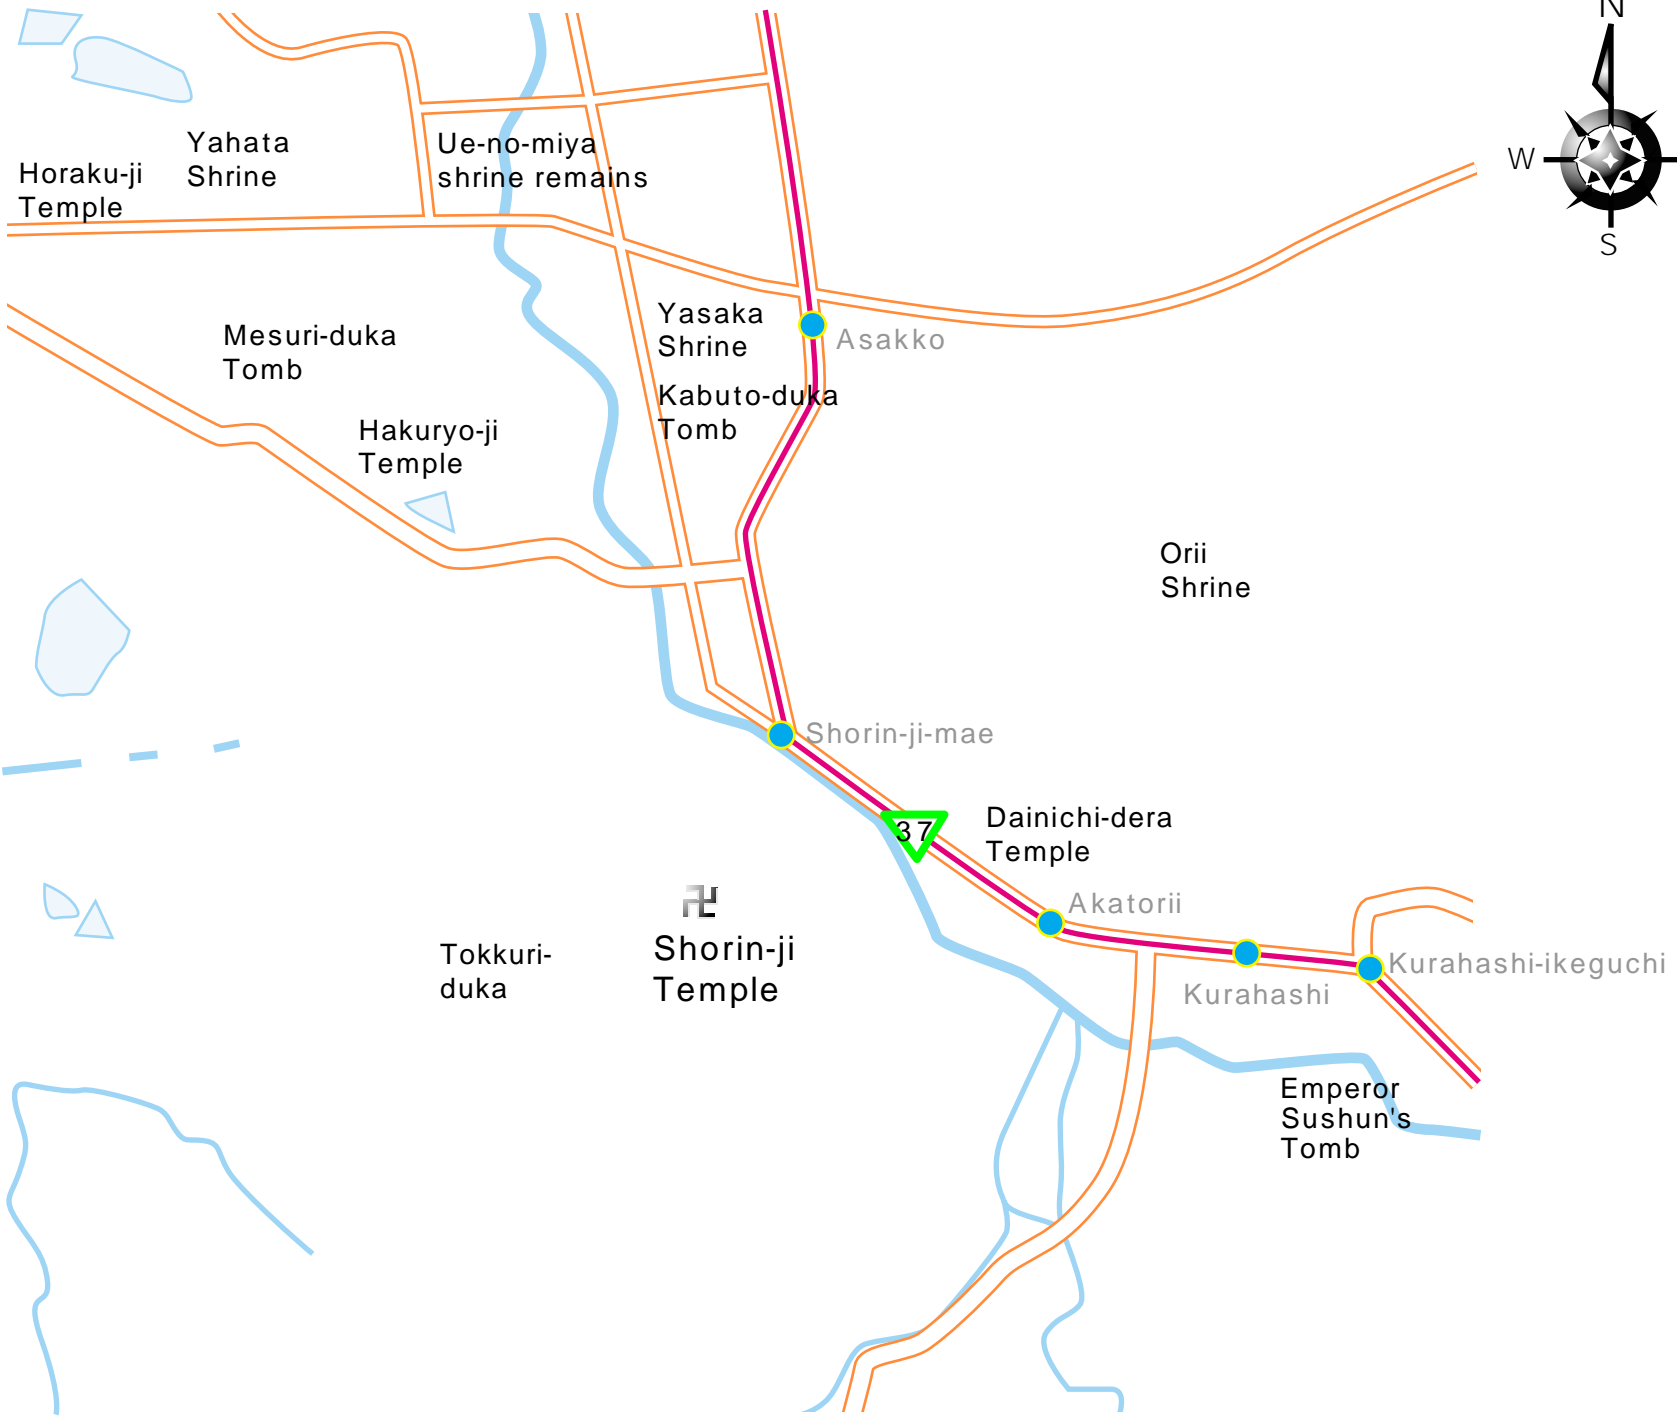 N
W
S
Yahata
Shrine
Horaku-ji
Temple
Ue-no-miya
shrine remains
Mesuri-duka
Tomb
Yasaka
Shrine
Asakko
Kabuto-duka
Tomb
Hakuryo-ji
Temple
Orii
Shrine
Shorin-ji-mae
37
Dainichi-dera
Temple
Akatorii
Tokkuri-
duka
卍
Shorin-ji
Temple
Kurahashi-ikeguchi
Kurahashi
Emperor
Sushun's
Tomb